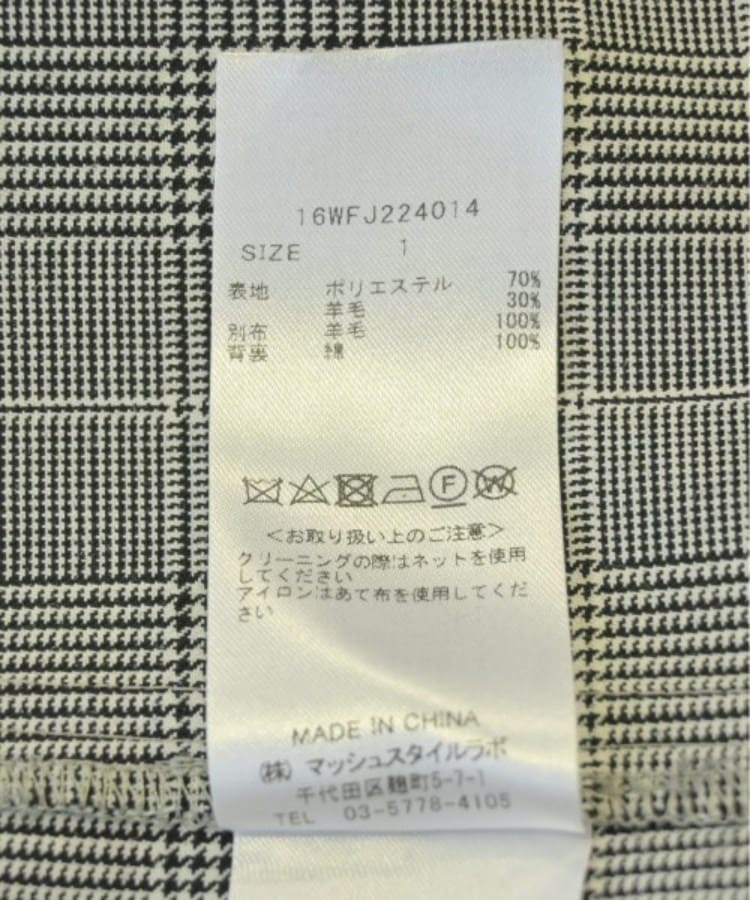 16WFJ224014
SIZE 1
表地 ポリエステル 70%
羊毛 30%
別布 羊毛 100%
背裏 綿 100%
F W
<お取り扱い上のご注意>
クリーニングの際はネットを使用
してください
アイロンはあて布を使用してくだ
さい
MADE IN CHINA
(株) マッシュスタイルラボ
千代田区麹町5-7-1
TEL 03-5778-4105